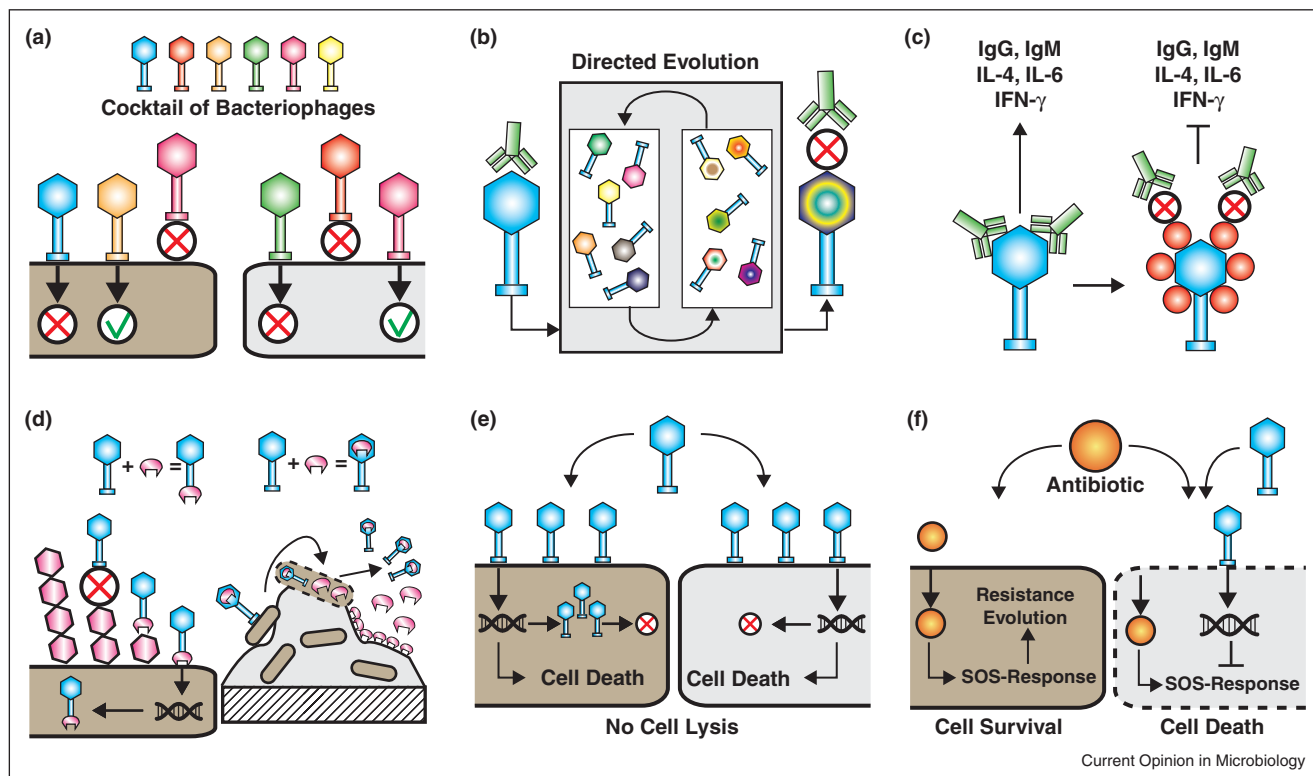 (a)
Cocktail of Bacteriophages
(b)
Directed Evolution
(c)
IgG, IgM
IL-4, IL-6
IFN-γ
IgG, IgM
IL-4, IL-6
IFN-γ
(d)
+
=
+
=
(e)
Cell Death
Cell Death
No Cell Lysis
(f)
Antibiotic
Resistance
Evolution
SOS-Response
SOS-Response
Cell Survival
Cell Death
Current Opinion in Microbiology